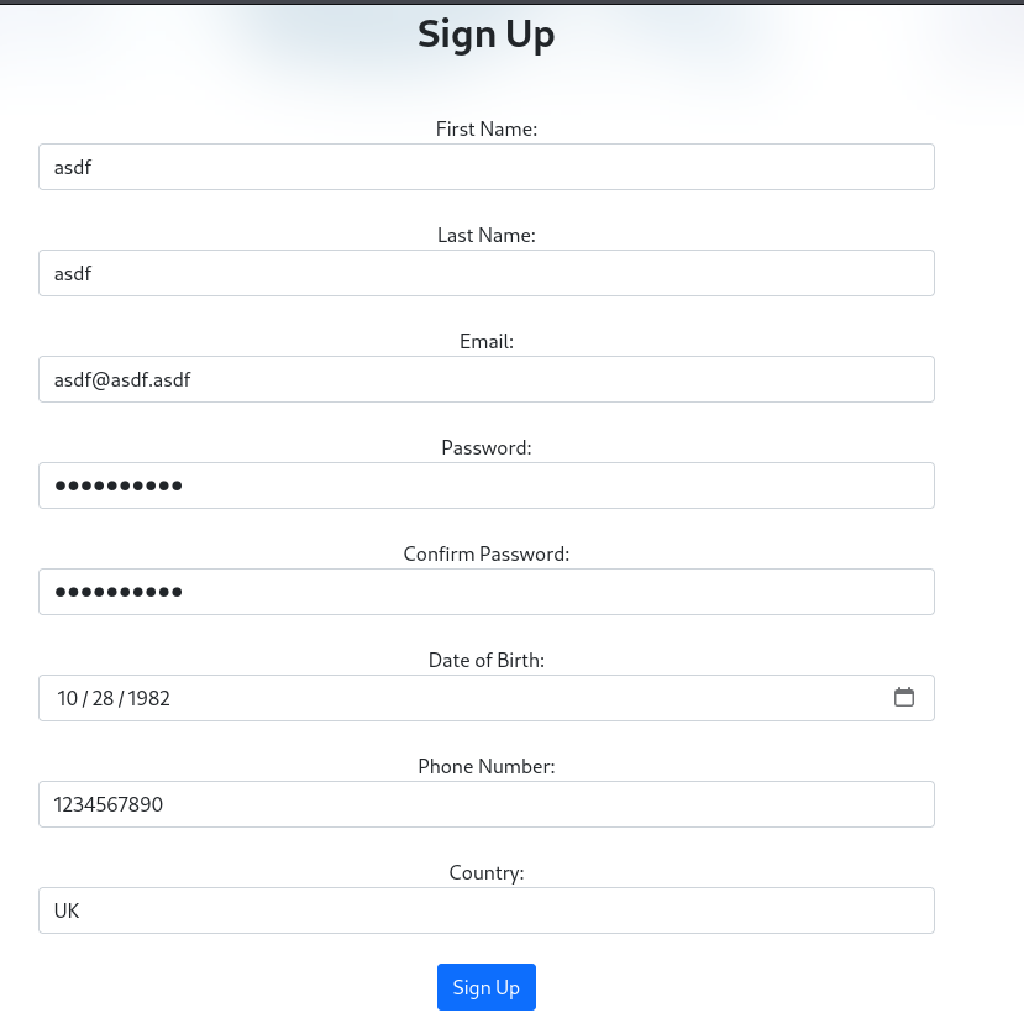 Sign Up
First Name:
asdf
Last Name:
asdf
Email:
asdf@asdf.asdf
Password:
••••••••••
Confirm Password:
••••••••••
Date of Birth:
10 / 28 / 1982
Phone Number:
1234567890
Country:
UK
Sign Up